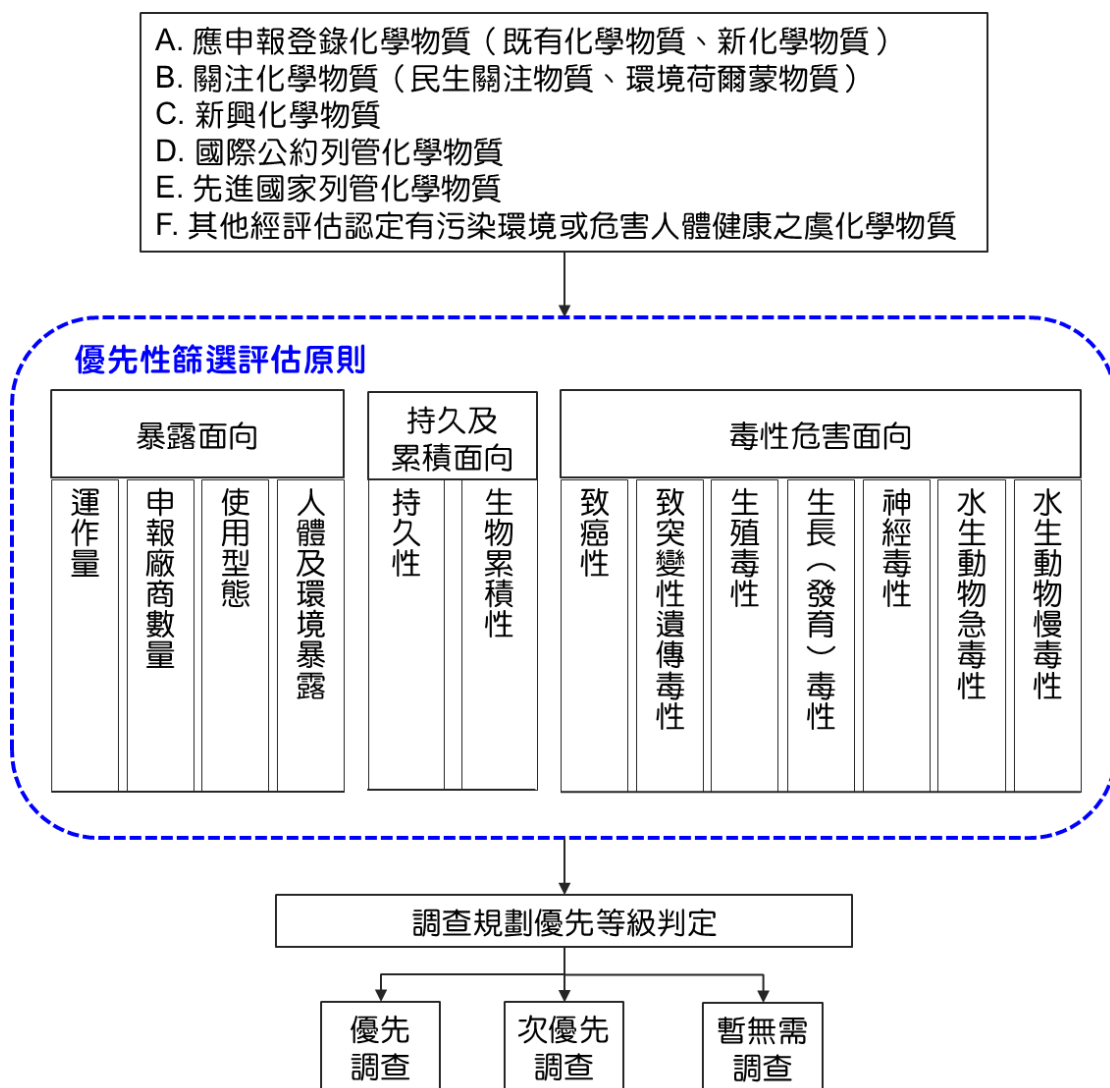 A. 應申報登錄化學物質（既有化學物質、新化學物質）
B. 關注化學物質（民生關注物質、環境荷爾蒙物質）
C. 新興化學物質
D. 國際公約列管化學物質
E. 先進國家列管化學物質
F. 其他經評估認定有污染環境或危害人體健康之虞化學物質
優先性篩選評估原則
暴露面向
運作量
申報廠商數量
使用型態
人體及環境暴露
持久及
累積面向
持久性
生物累積性
毒性危害面向
致癌性
致突變性遺傳毒性
生殖毒性
生長（發育）毒性
神經毒性
水生動物急毒性
水生動物慢毒性
調查規劃優先等級判定
優先
調查
次優先
調查
暫無需
調查